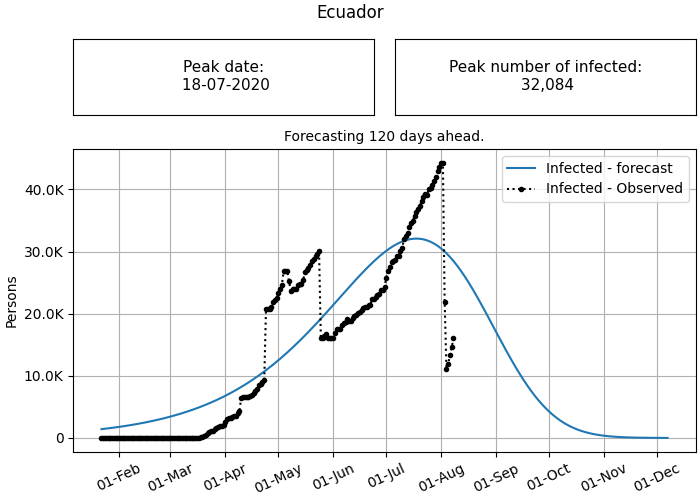 Ecuador
Peak date:
18-07-2020
Peak number of infected:
32,084
Forecasting 120 days ahead.
Infected - forecast
Infected - Observed
Persons
40.0K
30.0K
20.0K
10.0K
0
01-Feb
01-Mar
01-Apr
01-May
01-Jun
01-Jul
01-Aug
01-Sep
01-Oct
01-Nov
01-Dec